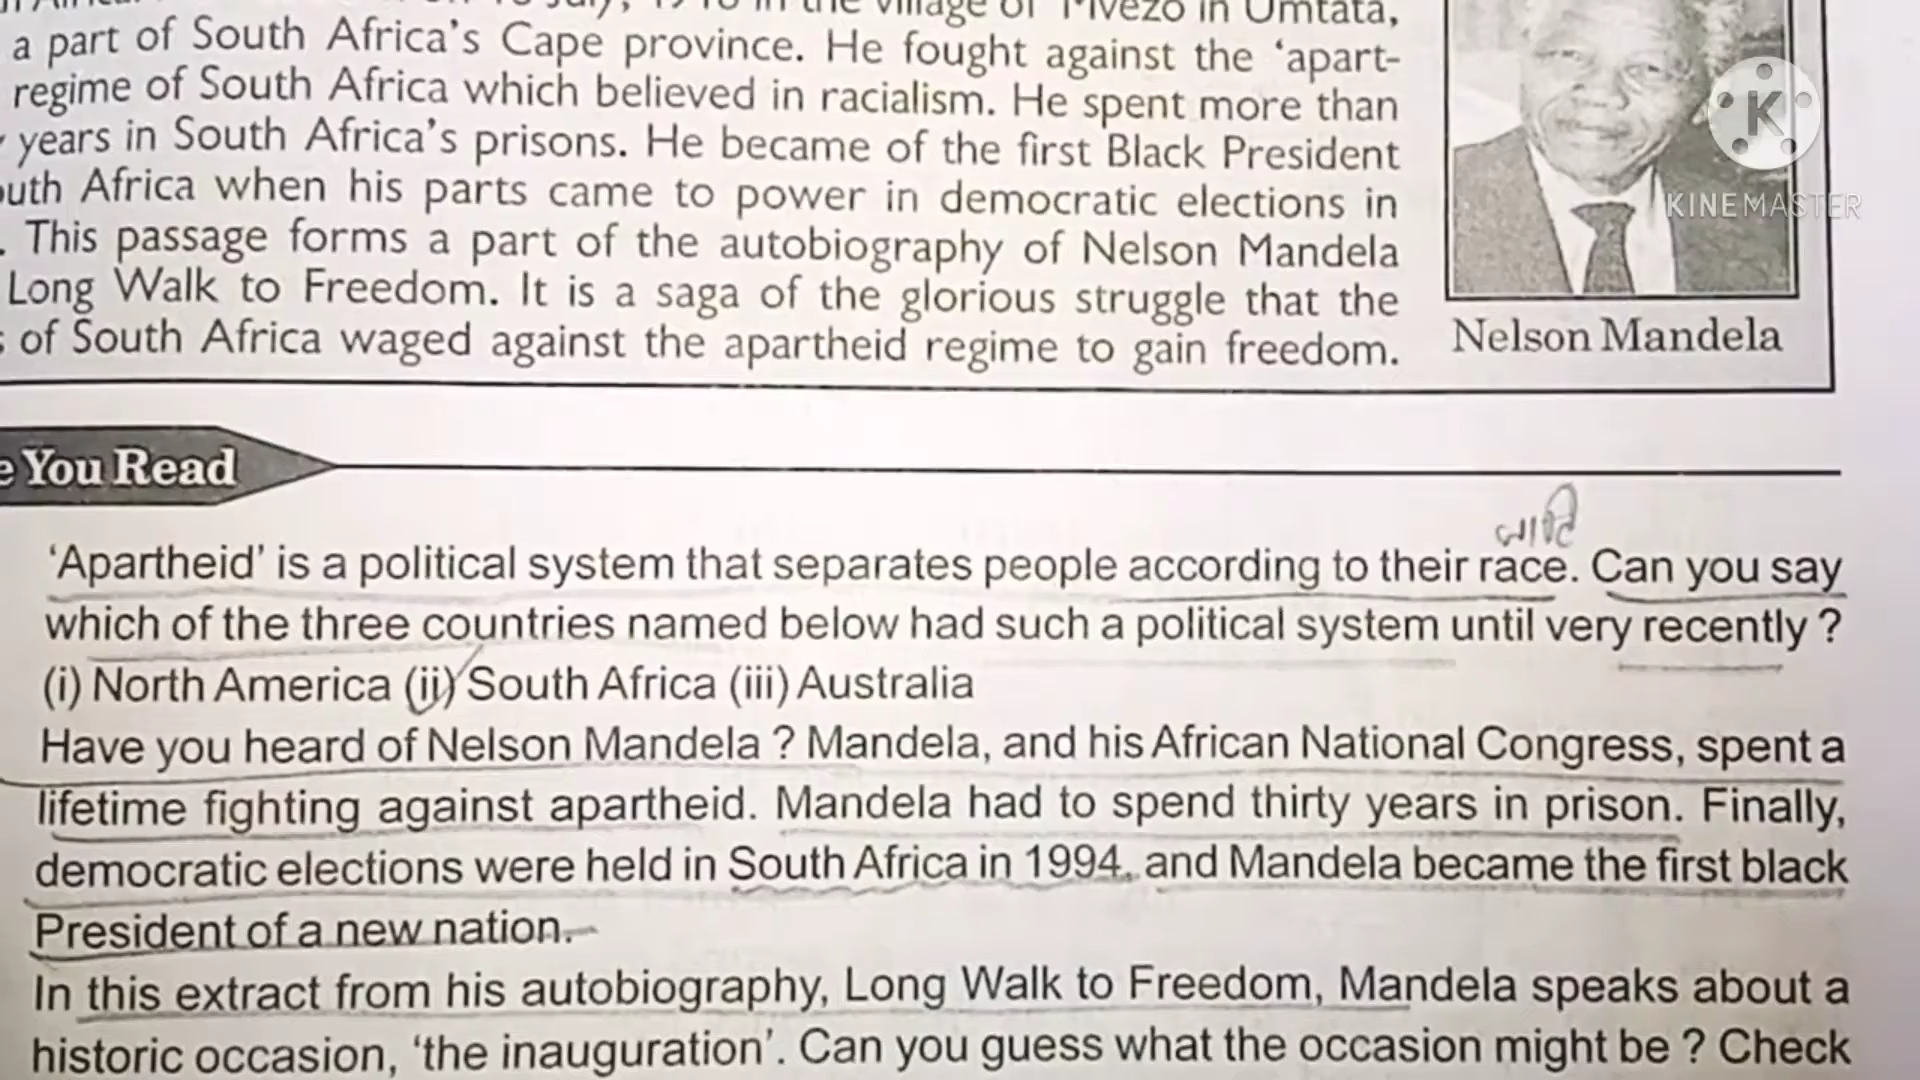 village of Mvezo in Umtata,
a part of South Africa's Cape province. He fought against the 'apart-
regime of South Africa which believed in racialism. He spent more than
years in South Africa's prisons. He became of the first Black President
outh Africa when his parts came to power in democratic elections in
. This passage forms a part of the autobiography of Nelson Mandela
Long Walk to Freedom. It is a saga of the glorious struggle that the
of South Africa waged against the apartheid regime to gain freedom.
K
KINEMASTER
Nelson Mandela
e You Read
'Apartheid' is a political system that separates people according to their race. Can you say
which of the three countries named below had such a political system until very recently ?
(i) North America (ii) South Africa (iii) Australia
Have you heard of Nelson Mandela ? Mandela, and his African National Congress, spent a
lifetime fighting against apartheid. Mandela had to spend thirty years in prison. Finally,
democratic elections were held in South Africa in 1994, and Mandela became the first black
President of a new nation.
In this extract from his autobiography, Long Walk to Freedom, Mandela speaks about a
historic occasion, 'the inauguration'. Can you guess what the occasion might be ? Check